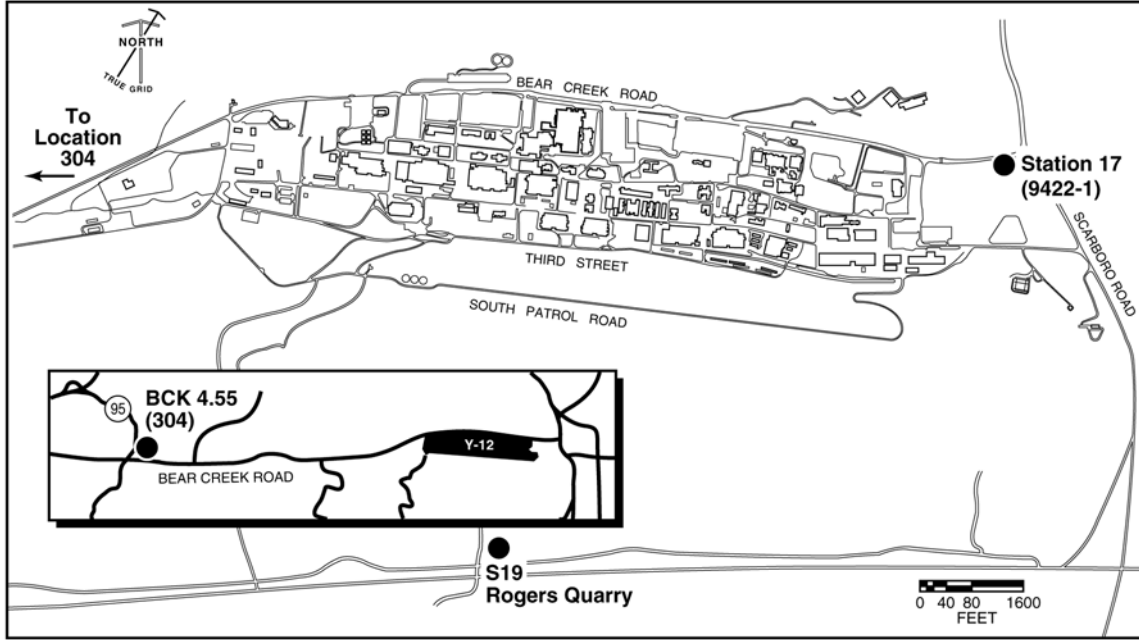 NORTH
TRUE GRID
To
Location
304
BEAR CREEK ROAD
Station 17
(9422-1)
SCARBORO ROAD
THIRD STREET
SOUTH PATROL ROAD
95
BCK 4.55
(304)
Y-12
BEAR CREEK ROAD
S19
Rogers Quarry
0 40 80 1600
FEET